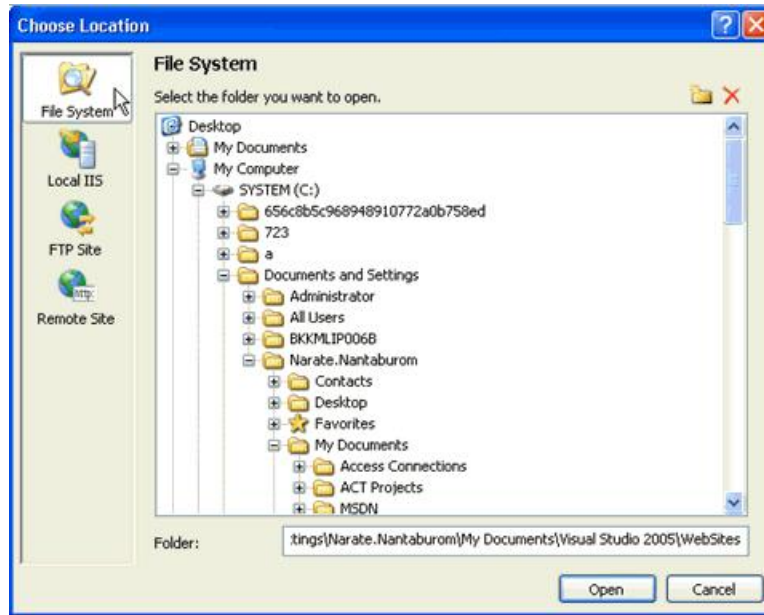 Choose Location
File System
Select the folder you want to open.
File System
Local IIS
FTP Site
Remote Site
Desktop
My Documents
My Computer
SYSTEM (C:)
656c8b5c968948910772a0b758ed
723
a
Documents and Settings
Administrator
All Users
BKKMLIP006B
Narate.Nantaburom
Contacts
Desktop
Favorites
My Documents
Access Connections
ACT Projects
MSDN
Folder:
tings\Narate.Nantaburom\My Documents\Visual Studio 2005\WebSites
Open
Cancel